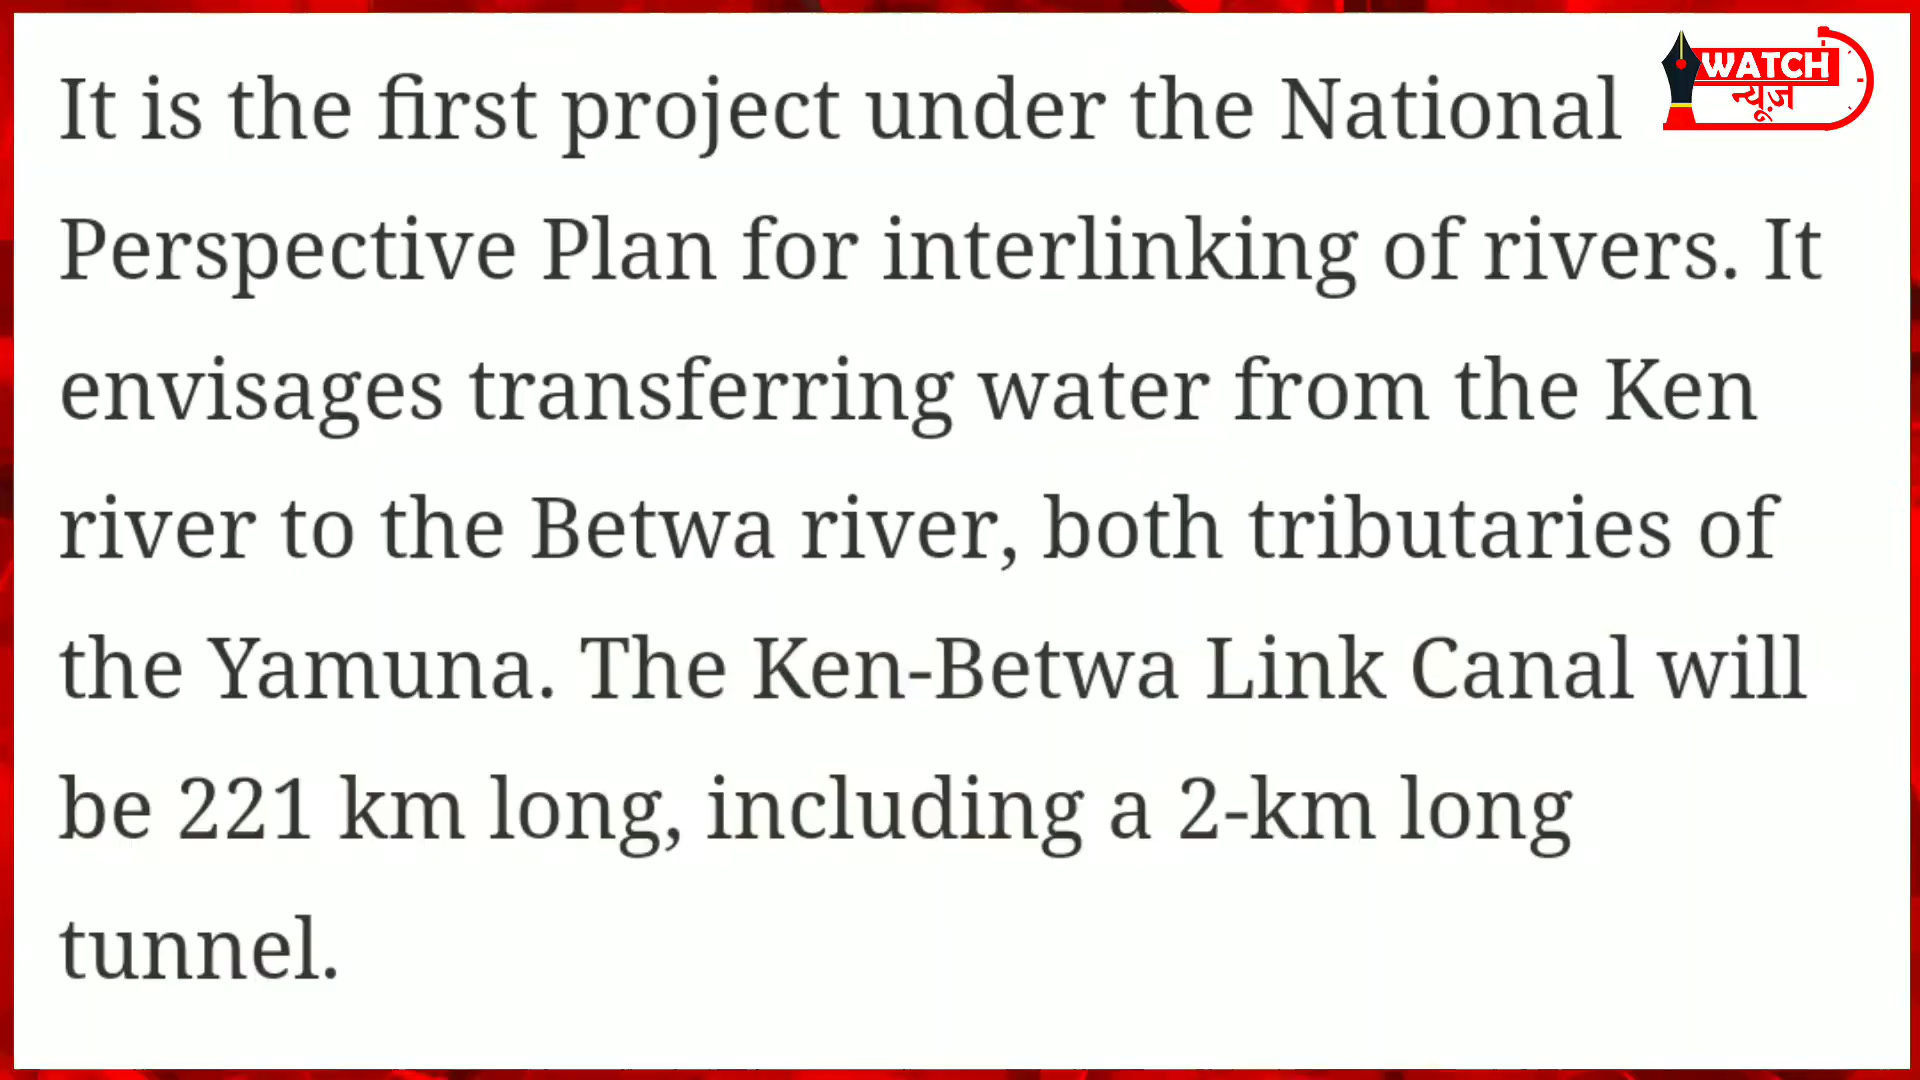 It is the first project under the National
Perspective Plan for interlinking of rivers. It
envisages transferring water from the Ken
river to the Betwa river, both tributaries of
the Yamuna. The Ken-Betwa Link Canal will
be 221 km long, including a 2-km long
tunnel.
WATCH
न्यूज़